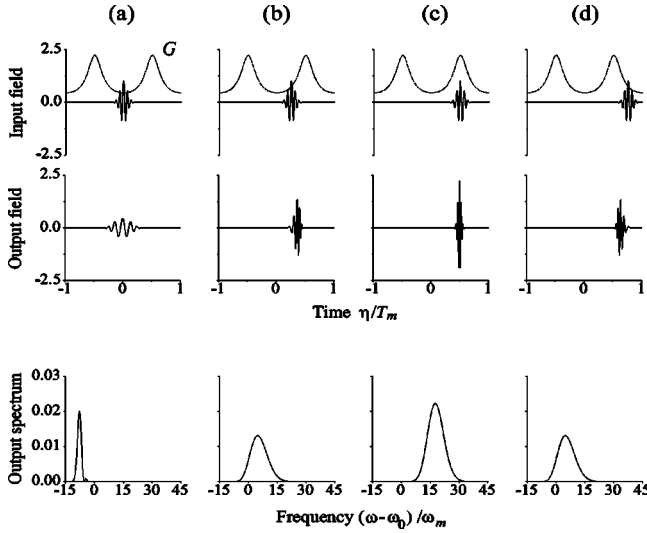 (a) (b) (c) (d)
G
Input field
2.5
0.0
-2.5
Output field
2.5
0.0
-2.5
-1 0 1 -1 0 1 -1 0 1 -1 0 1
Time η/Tm
Output spectrum
0.03
0.02
0.01
0.00
-15 0 15 30 45 -15 0 15 30 45 -15 0 15 30 45 -15 0 15 30 45
Frequency (ω-ω0)/ωm